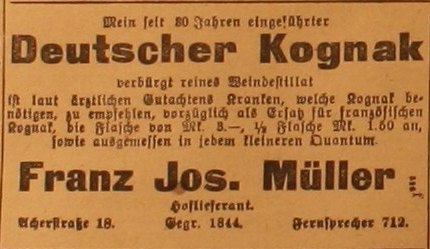 Mein seit 30 Jahren eingeführter
Deutscher Kognak
verbürgt reines Weindestillat
ist laut ärztlichen Gutachtens Kranken, welche Kognak be-
nötigen, zu empfehlen, vorzüglich als Ersatz für französischen
Kognak, die Flasche von Mk. 3.—, ½ Flasche Mk. 1.60 an,
sowie ausgemessen in jedem kleineren Quantum.
Franz Jos. Müller
Hoflieferant.
Acherstraße 18. Gegr. 1844. Fernsprecher 712.